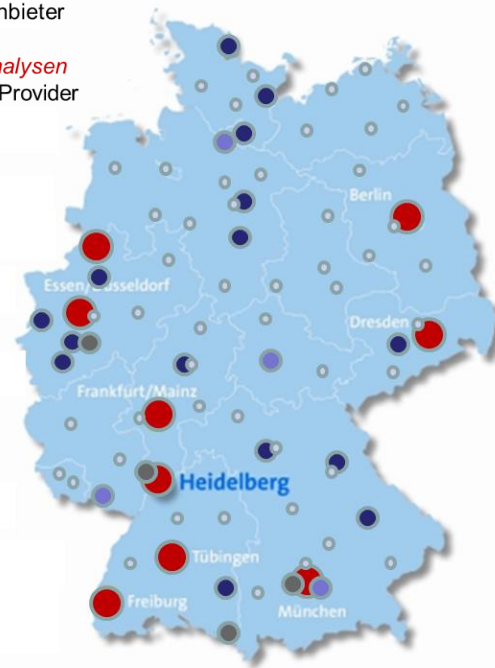 nbieter
nalysen
Provider
Berlin
Essen/Düsseldorf
Dresden
Frankfurt/Mainz
Heidelberg
Tübingen
Freiburg
München